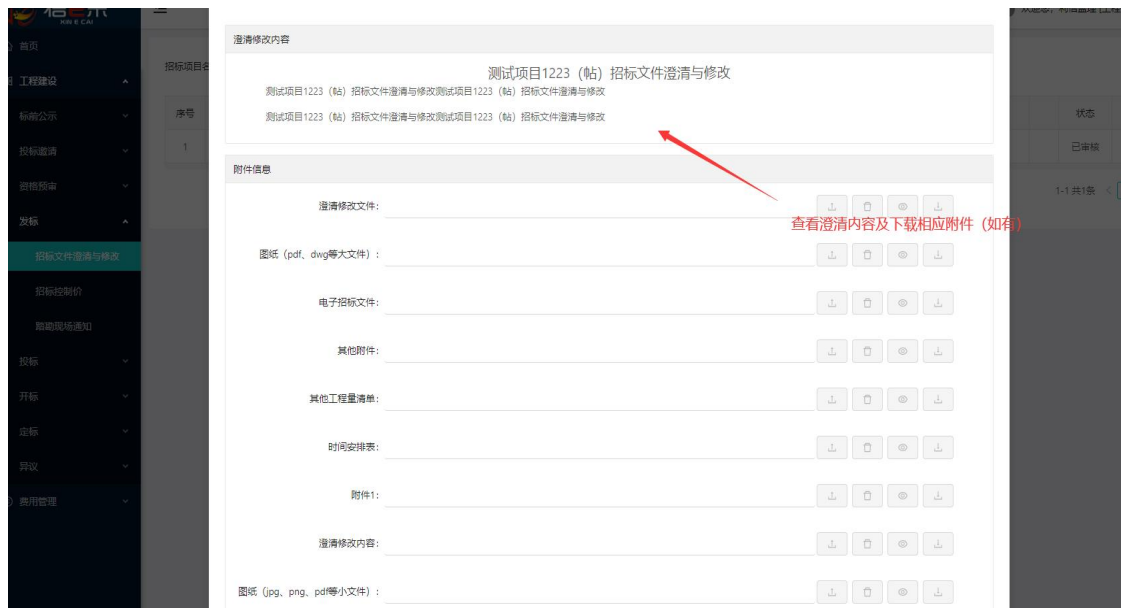 XIN E CAI
首页
工程建设
标前公示
投标邀请
资格预审
发标
招标文件澄清与修改
招标控制价
踏勘现场通知
投标
开标
定标
异议
费用管理
招标项目名
序号
1
状态
已审核
1-1 共1条
澄清修改内容
测试项目1223（帖）招标文件澄清与修改
测试项目1223（帖）招标文件澄清与修改测试项目1223（帖）招标文件澄清与修改
测试项目1223（帖）招标文件澄清与修改测试项目1223（帖）招标文件澄清与修改
附件信息
澄清修改文件:
查看澄清内容及下载相应附件（如有）
图纸（pdf、dwg等大文件）:
电子招标文件:
其他附件:
其他工程量清单:
时间安排表:
附件1:
澄清修改内容:
图纸（jpg、png、pdf等小文件）: